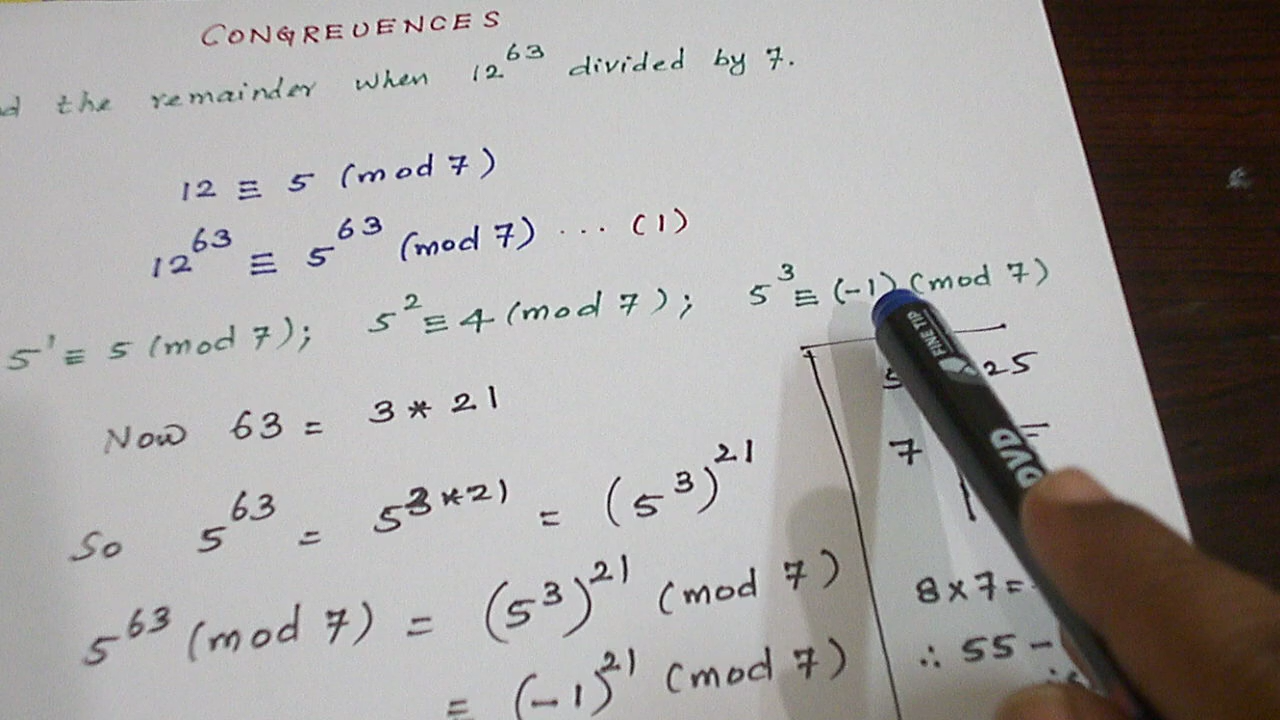 CONGREUENCES
the remainder when 12^63 divided by 7.
12 ≡ 5 (mod 7)
12^63 ≡ 5^63 (mod 7) ... (1)
5^1 ≡ 5 (mod 7); 5^2 ≡ 4 (mod 7); 5^3 ≡ (-1) (mod 7)
Now 63 = 3 * 21
So 5^63 = 5^3*21 = (5^3)^21
5^63 (mod 7) = (5^3)^21 (mod 7)
= (-1)^21 (mod 7)
25
7
8 x 7 =
∴ 55 -
FINE TIP